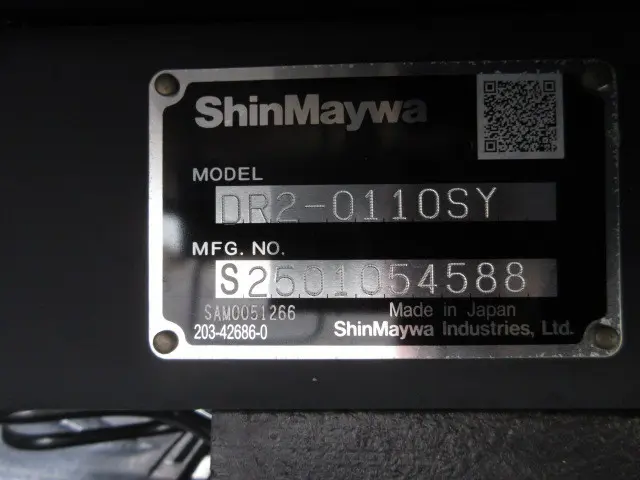 ShinMaywa
MODEL
DR2-0110SY
MFG. NO.
S2501054588
SAM0051266
Made in Japan
203-42686-0
ShinMaywa Industries, Ltd.